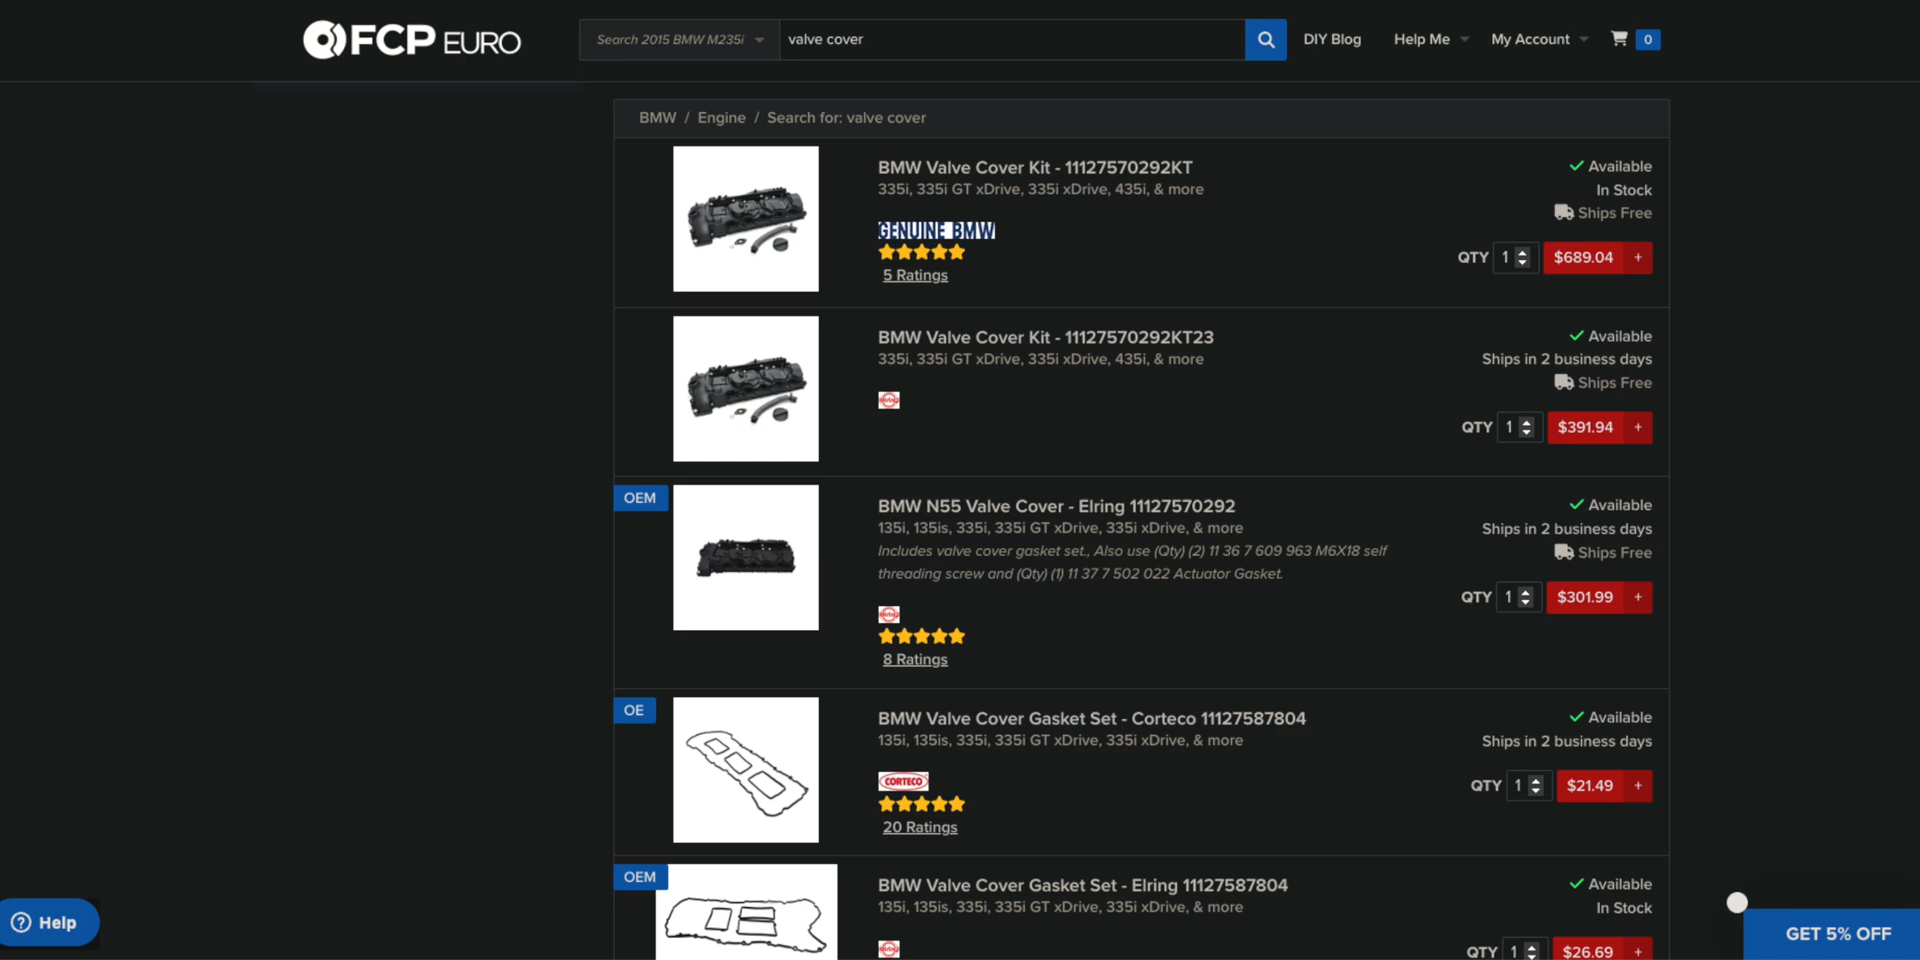 FCP EURO
Search 2015 BMW M235i
valve cover
DIY Blog
Help Me
My Account
0
BMW / Engine / Search for: valve cover
BMW Valve Cover Kit - 11127570292KT
335i, 335i GT xDrive, 335i xDrive, 435i, & more
GENUINE BMW
5 Ratings
Available
In Stock
Ships Free
QTY 1 $689.04 +
BMW Valve Cover Kit - 11127570292KT23
335i, 335i GT xDrive, 335i xDrive, 435i, & more
Elring
Available
Ships in 2 business days
Ships Free
QTY 1 $391.94 +
OEM
BMW N55 Valve Cover - Elring 11127570292
135i, 135is, 335i, 335i GT xDrive, 335i xDrive, & more
Includes valve cover gasket set., Also use (Qty) (2) 11 36 7 609 963 M6X18 self
threading screw and (Qty) (1) 11 37 7 502 022 Actuator Gasket.
Elring
8 Ratings
Available
Ships in 2 business days
Ships Free
QTY 1 $301.99 +
OE
BMW Valve Cover Gasket Set - Corteco 11127587804
135i, 135is, 335i, 335i GT xDrive, 335i xDrive, & more
CORTECO
20 Ratings
Available
Ships in 2 business days
QTY 1 $21.49 +
OEM
BMW Valve Cover Gasket Set - Elring 11127587804
135i, 135is, 335i, 335i GT xDrive, 335i xDrive, & more
Elring
Available
In Stock
QTY 1 $26.69 +
? Help
GET 5% OFF